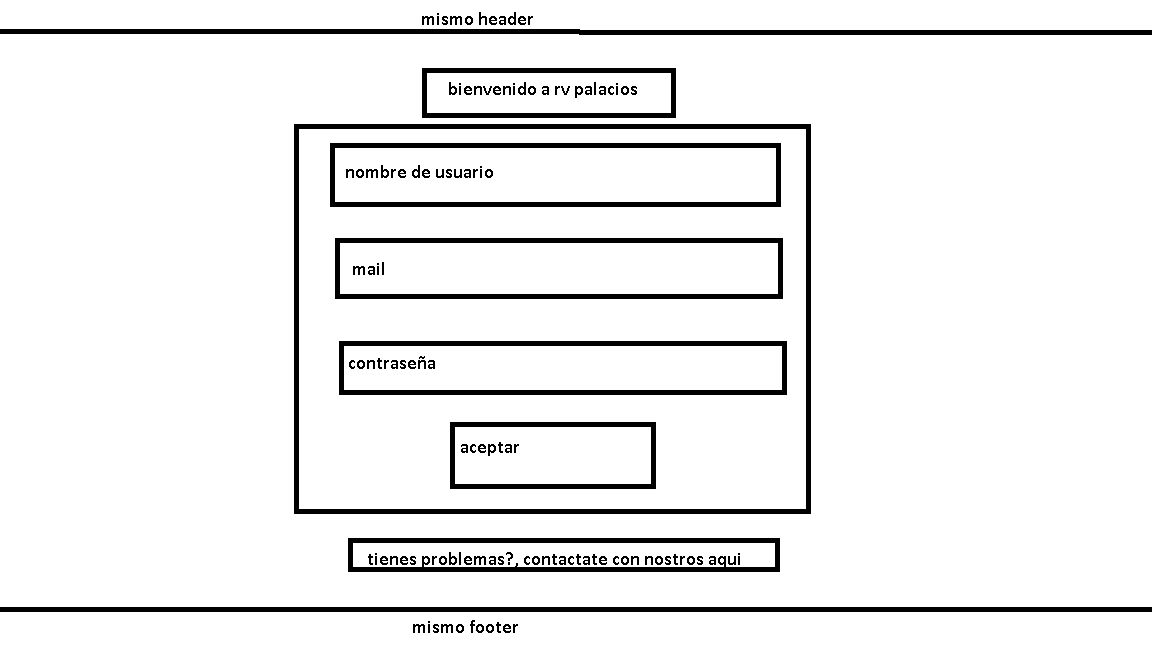 mismo header
bienvenido a rv palacios
nombre de usuario
mail
contraseña
aceptar
tienes problemas?, contactate con nostros aqui
mismo footer